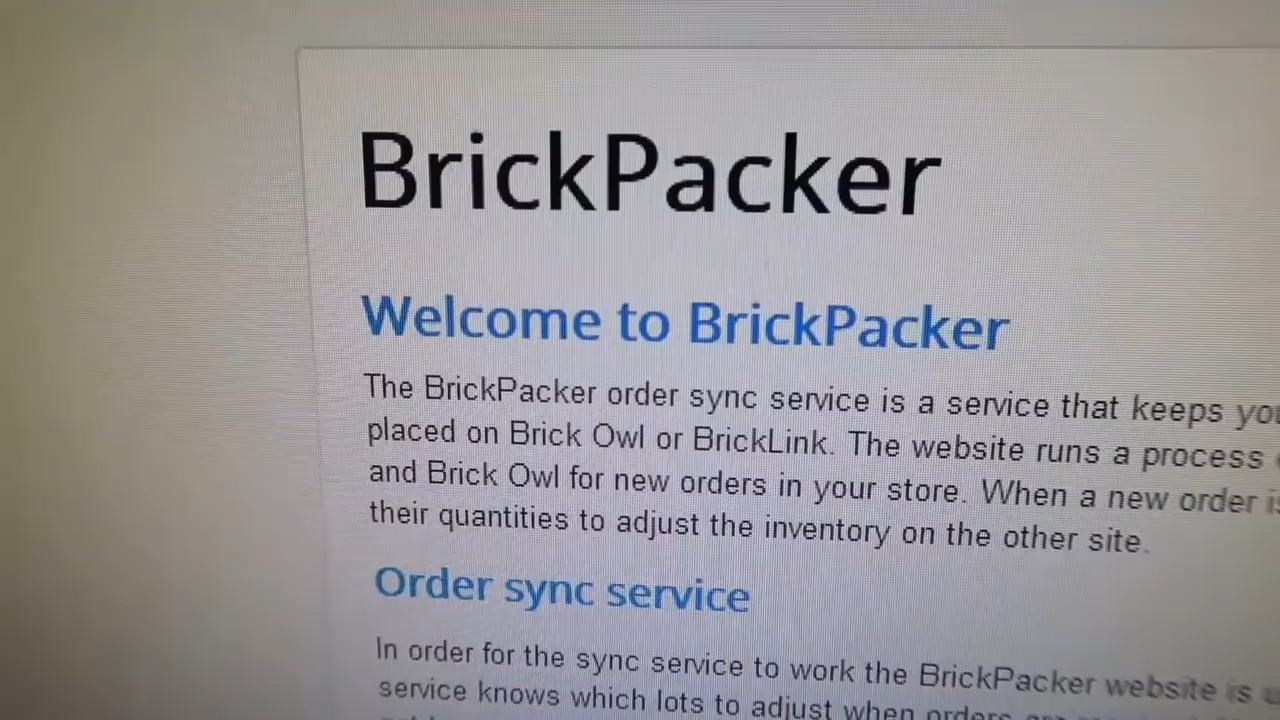 BrickPacker
Welcome to BrickPacker
The BrickPacker order sync service is a service that keeps
placed on Brick Owl or BrickLink. The website runs a process
and Brick Owl for new orders in your store. When a new order
their quantities to adjust the inventory on the other site.
Order sync service
In order for the sync service to work the BrickPacker website is
service knows which lots to adjust when orders